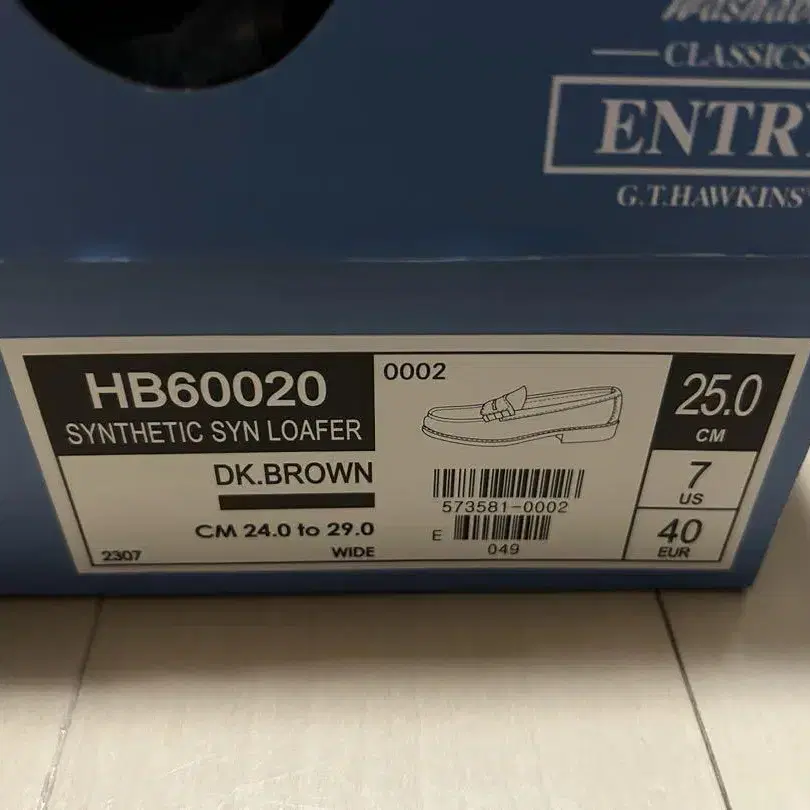 CLASSICS
G.T.HAWKINS
HB60020
SYNTHETIC SYN LOAFER
0002
25.0
CM
DK.BROWN
7
US
573581-0002
CM 24.0 to 29.0
40
EUR
E
049
2307
WIDE